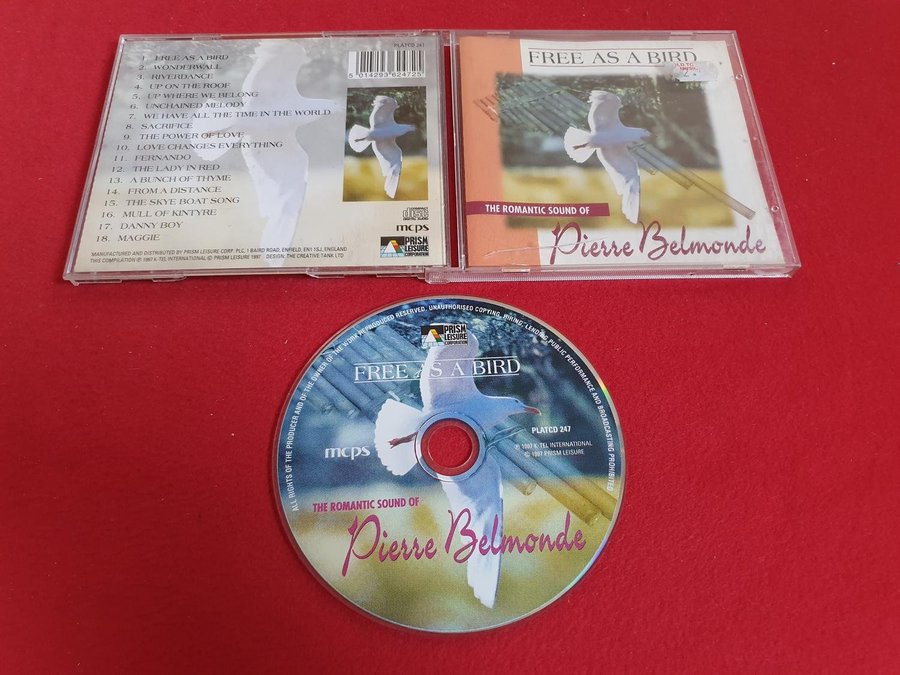 PLATCD 247
1. FREE AS A BIRD
2. WONDERWALL
3. RIVERDANCE
4. UP ON THE ROOF
5. UP WHERE WE BELONG
6. UNCHAINED MELODY
7. WE HAVE ALL THE TIME IN THE WORLD
8. SACRIFICE
9. THE POWER OF LOVE
10. LOVE CHANGES EVERYTHING
11. FERNANDO
12. THE LADY IN RED
13. A BUNCH OF THYME
14. FROM A DISTANCE
15. THE SKYE BOAT SONG
16. MULL OF KINTYRE
17. DANNY BOY
18. MAGGIE
5 014293 624725
COMPACT
disc
DIGITAL AUDIO
mcps
PRISM
LEISURE
CORPORATION
MANUFACTURED AND DISTRIBUTED BY PRISM LEISURE CORP. PLC, 1 BAIRD ROAD, ENFIELD, EN1 1SJ, ENGLAND
THIS COMPILATION ℗ 1997 K-TEL INTERNATIONAL © PRISM LEISURE 1997 DESIGN: THE CREATIVE TANK LTD
FREE AS A BIRD
THE ROMANTIC SOUND OF
Pierre Belmonde
ALL RIGHTS OF THE PRODUCER AND OF THE OWNER OF THE WORK REPRODUCED RESERVED. UNAUTHORISED COPYING, HIRING, LENDING, PUBLIC PERFORMANCE AND BROADCASTING PROHIBITED
PRISM
LEISURE
CORPORATION
FREE AS A BIRD
PLATCD 247
mcps
℗ 1997 K-TEL INTERNATIONAL
© 1997 PRISM LEISURE
THE ROMANTIC SOUND OF
Pierre Belmonde